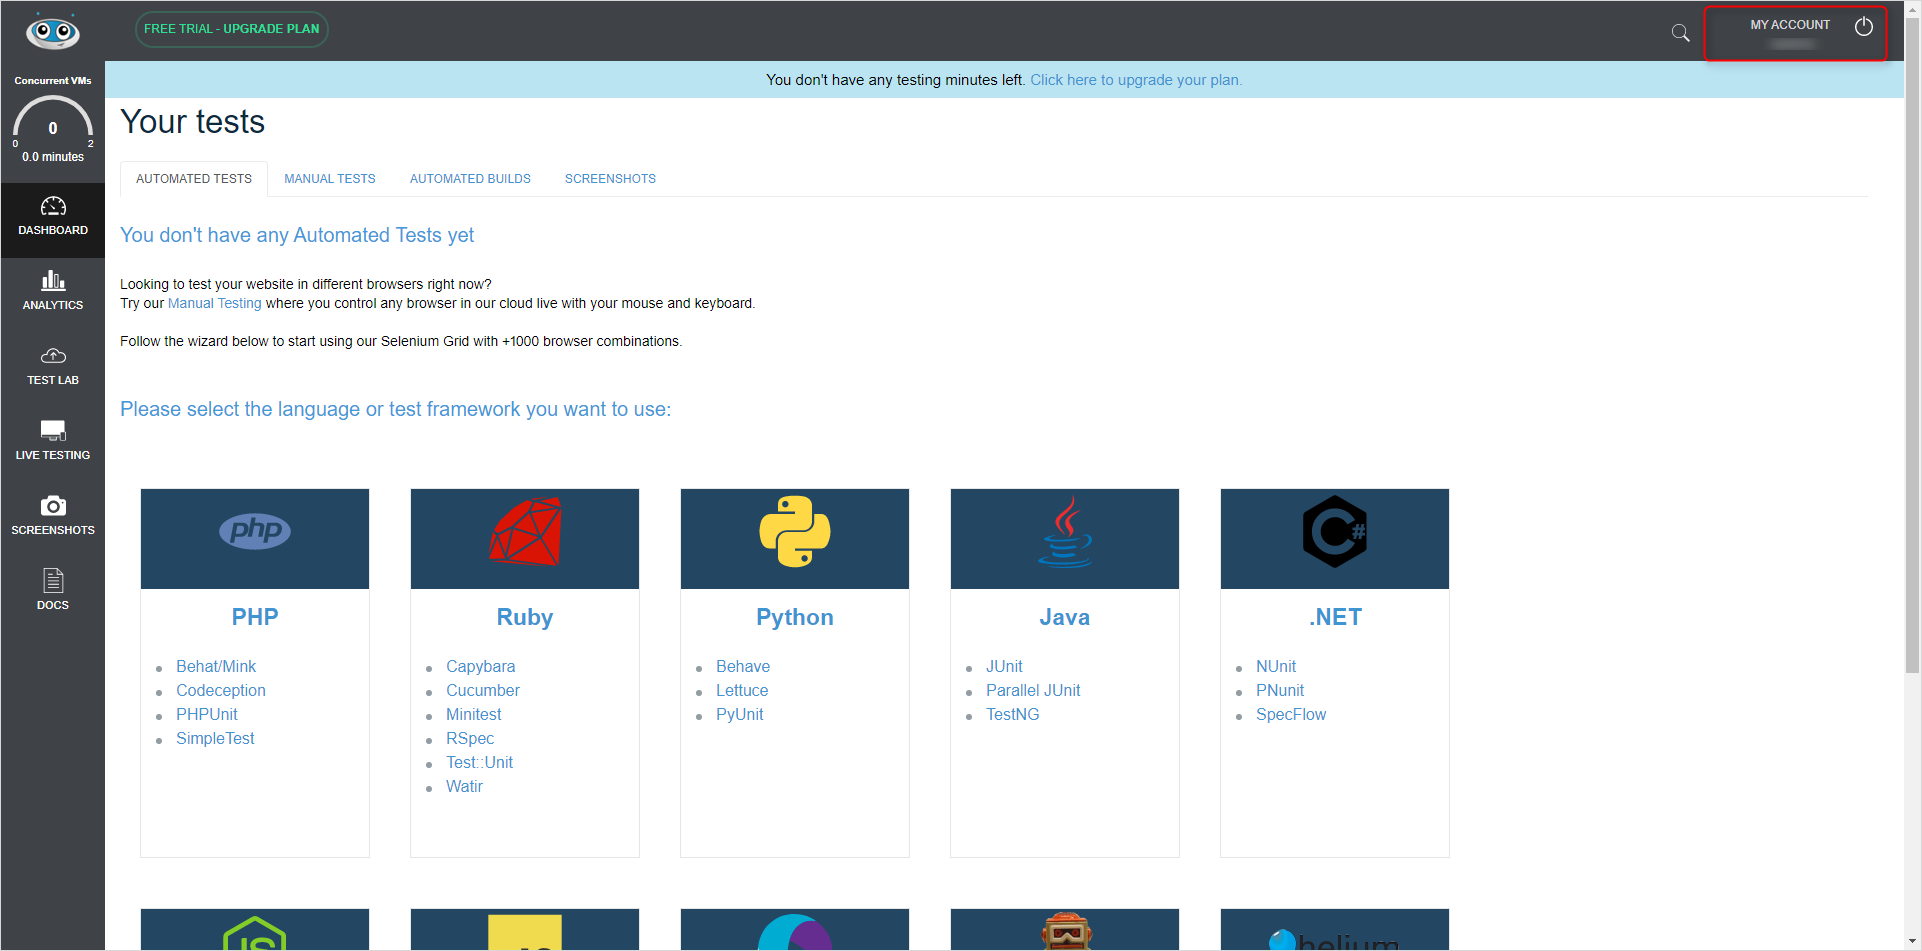 FREE TRIAL - UPGRADE PLAN
MY ACCOUNT
Concurrent VMs
0
0 2
0.0 minutes
DASHBOARD
ANALYTICS
TEST LAB
LIVE TESTING
SCREENSHOTS
DOCS
You don't have any testing minutes left. Click here to upgrade your plan.
Your tests
AUTOMATED TESTS MANUAL TESTS AUTOMATED BUILDS SCREENSHOTS
You don't have any Automated Tests yet
Looking to test your website in different browsers right now?
Try our Manual Testing where you control any browser in our cloud live with your mouse and keyboard.
Follow the wizard below to start using our Selenium Grid with +1000 browser combinations.
Please select the language or test framework you want to use:
php
PHP
Behat/Mink
Codeception
PHPUnit
SimpleTest
Ruby
Capybara
Cucumber
Minitest
RSpec
Test::Unit
Watir
Python
Behave
Lettuce
PyUnit
Java
JUnit
Parallel JUnit
TestNG
C#
.NET
NUnit
PNunit
SpecFlow
JS
JS
helium